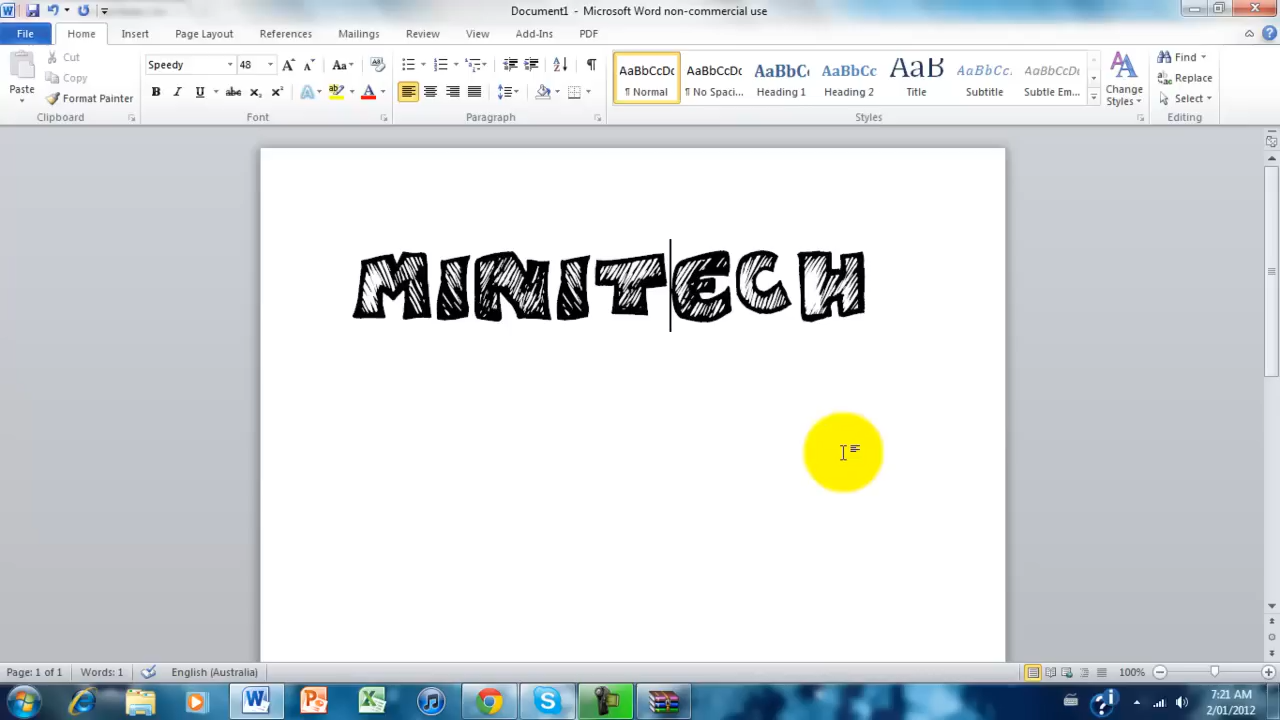 Document1 - Microsoft Word non-commercial use
File Home Insert Page Layout References Mailings Review View Add-Ins PDF
Paste
Cut
Copy
Format Painter
Clipboard
Speedy 48
Font
Paragraph
AaBbCcDc AaBbCcDc AaBbCc AaBbCc AaB AaBbCc. AaBbCcDc
¶ Normal ¶ No Spaci... Heading 1 Heading 2 Title Subtitle Subtle Em...
Change
Styles
Styles
Find
Replace
Select
Editing
MINITECH
Page: 1 of 1 Words: 1 English (Australia) 100%
7:21 AM
2/01/2012